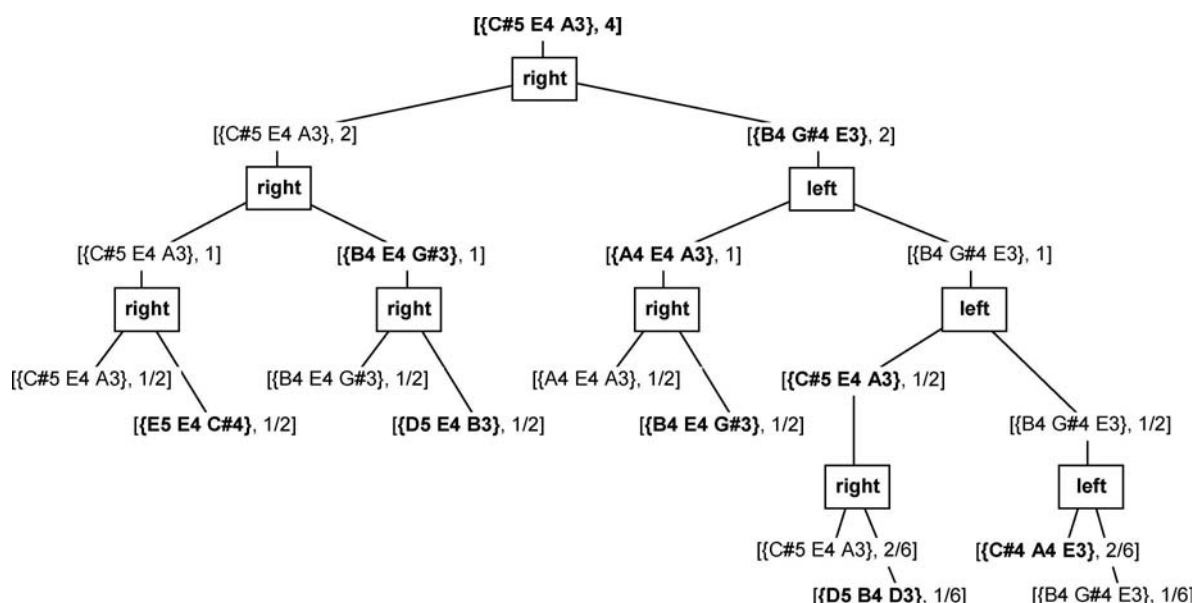 [{C#5 E4 A3}, 4]
right
[{C#5 E4 A3}, 2] [{B4 G#4 E3}, 2]
right left
[{C#5 E4 A3}, 1] [{B4 E4 G#3}, 1] [{A4 E4 A3}, 1] [{B4 G#4 E3}, 1]
right right right left
[{C#5 E4 A3}, 1/2] [{B4 E4 G#3}, 1/2] [{A4 E4 A3}, 1/2] [{C#5 E4 A3}, 1/2]
[{E5 E4 C#4}, 1/2] [{D5 E4 B3}, 1/2] [{B4 E4 G#3}, 1/2] [{B4 G#4 E3}, 1/2]
right left
[{C#5 E4 A3}, 2/6] [{C#4 A4 E3}, 2/6]
[{D5 B4 D3}, 1/6] [{B4 G#4 E3}, 1/6]